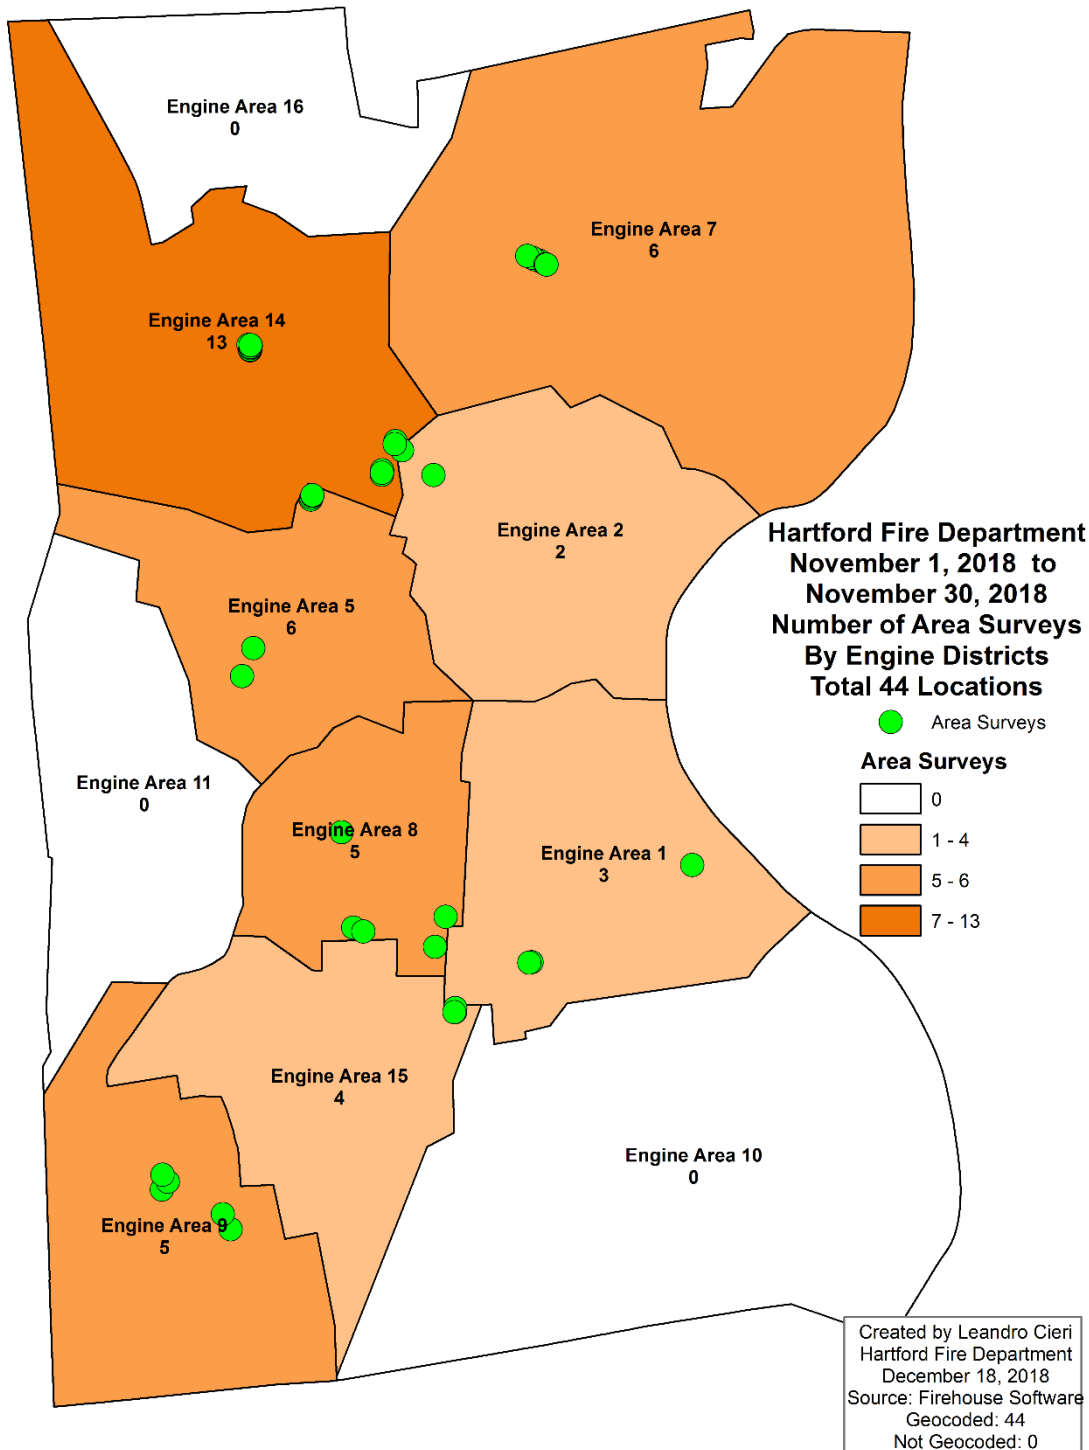 Engine Area 16
0
Engine Area 7
6
Engine Area 14
13
Engine Area 2
2
Hartford Fire Department
November 1, 2018 to
November 30, 2018
Number of Area Surveys
By Engine Districts
Total 44 Locations
Area Surveys
Area Surveys
0
1 - 4
5 - 6
7 - 13
Engine Area 5
6
Engine Area 11
0
Engine Area 8
5
Engine Area 1
3
Engine Area 15
4
Engine Area 10
0
Engine Area 9
5
Created by Leandro Cieri
Hartford Fire Department
December 18, 2018
Source: Firehouse Software
Geocoded: 44
Not Geocoded: 0